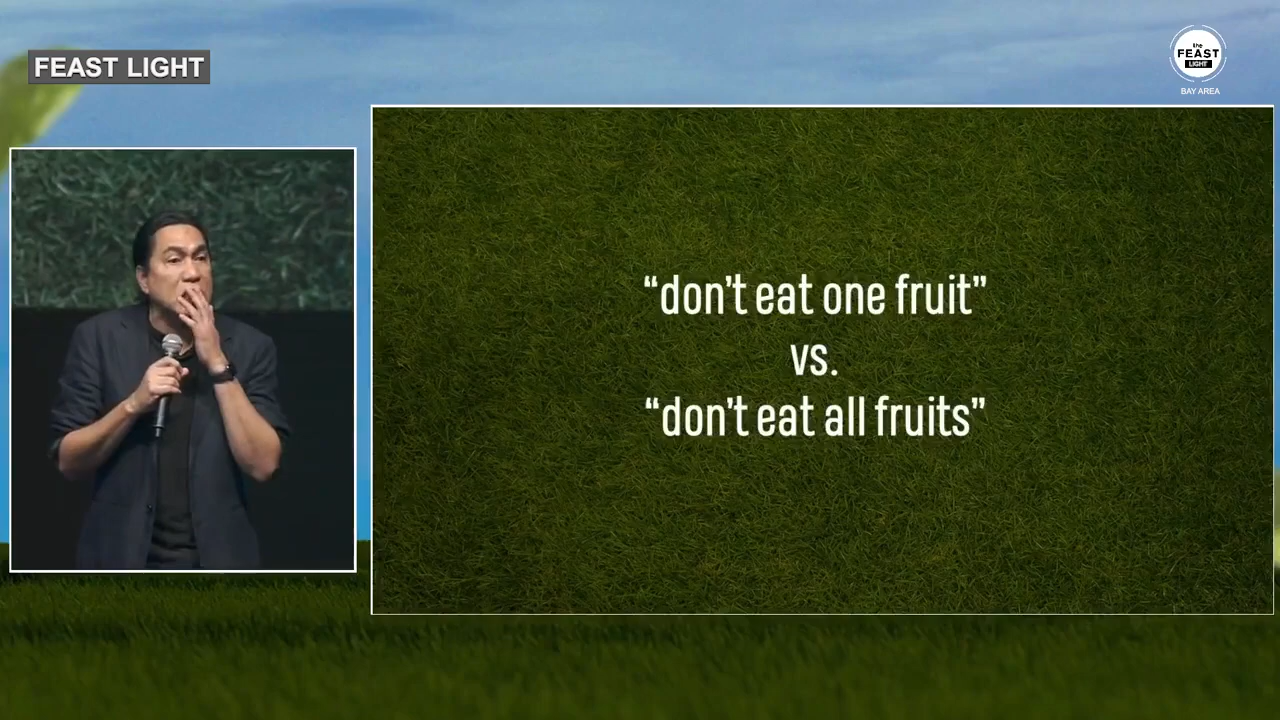 FEAST LIGHT
the
FEAST
LIGHT
BAY AREA
“don’t eat one fruit”
vs.
“don’t eat all fruits”